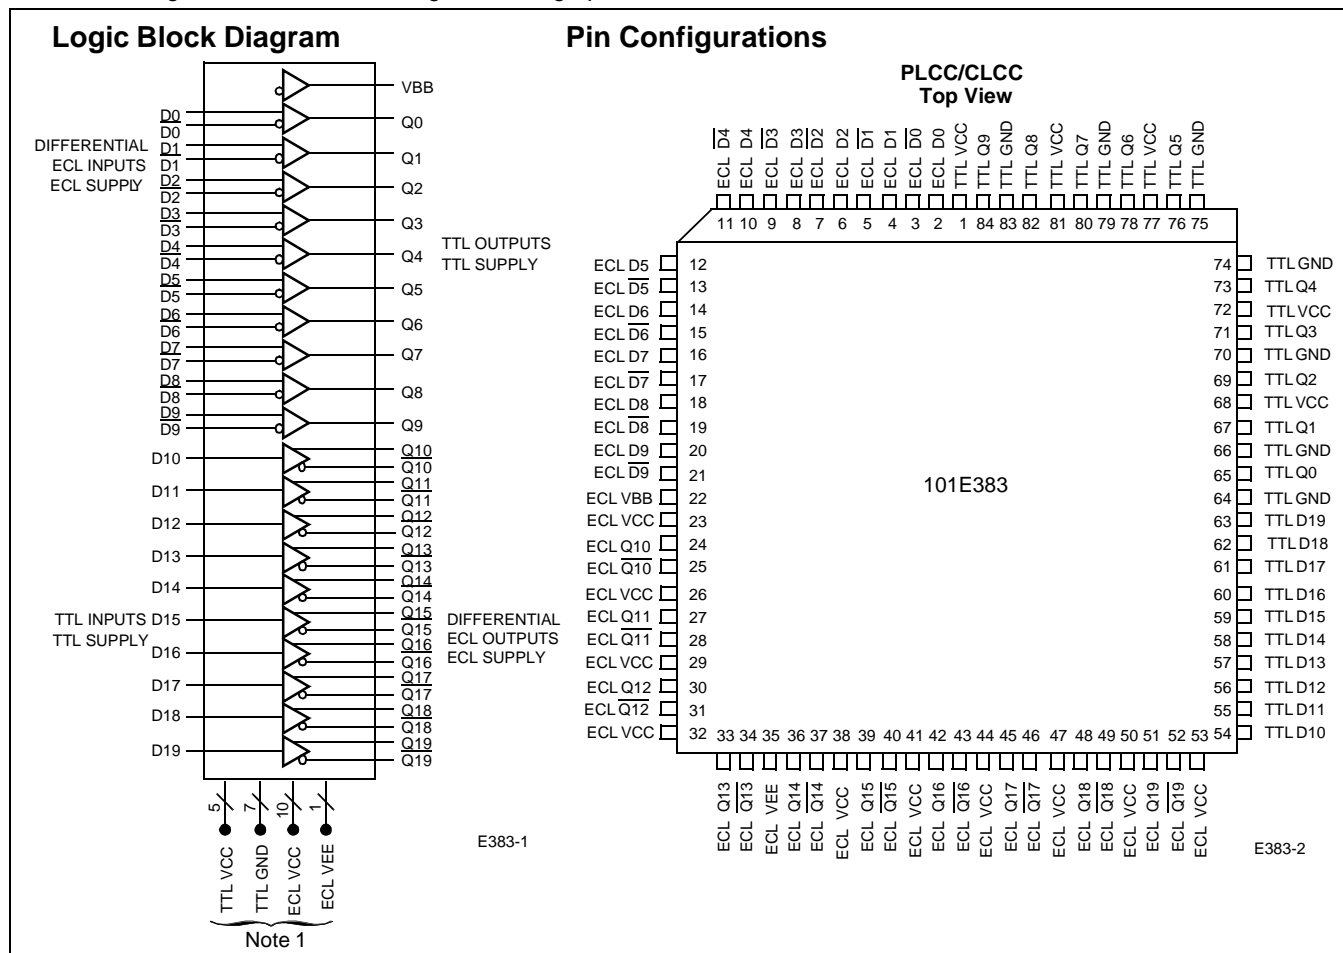 Logic Block Diagram
VBB
D0
D0
Q0
DIFFERENTIAL
ECL INPUTS
ECL SUPPLY
D1
D1
Q1
D2
D2
Q2
D3
D3
Q3
D4
D4
Q4
TTL OUTPUTS
TTL SUPPLY
D5
D5
Q5
D6
D6
Q6
D7
D7
Q7
D8
D8
Q8
D9
D9
Q9
D10
Q10
Q10
D11
Q11
Q11
D12
Q12
Q12
D13
Q13
Q13
D14
Q14
Q14
TTL INPUTS
TTL SUPPLY
D15
Q15
Q15
DIFFERENTIAL
ECL OUTPUTS
ECL SUPPLY
D16
Q16
Q16
D17
Q17
Q17
D18
Q18
Q18
D19
Q19
Q19
5
7
10
1
TTL VCC
TTL GND
ECL VCC
ECL VEE
Note 1
E383-1
Pin Configurations
PLCC/CLCC
Top View
ECL D4
ECL D4
ECL D3
ECL D3
ECL D2
ECL D2
ECL D1
ECL D1
ECL D0
ECL D0
TTL VCC
TTL Q9
TTL GND
TTL Q8
TTL VCC
TTL Q7
TTL GND
TTL Q6
TTL VCC
TTL Q5
TTL GND
11 10 9 8 7 6 5 4 3 2 1 84 83 82 81 80 79 78 77 76 75
ECL D5 12
ECL D5 13
ECL D6 14
ECL D6 15
ECL D7 16
ECL D7 17
ECL D8 18
ECL D8 19
ECL D9 20
ECL D9 21
ECL VBB 22
ECL VCC 23
ECL Q10 24
ECL Q10 25
ECL VCC 26
ECL Q11 27
ECL Q11 28
ECL VCC 29
ECL Q12 30
ECL Q12 31
ECL VCC 32
101E383
74 TTL GND
73 TTL Q4
72 TTL VCC
71 TTL Q3
70 TTL GND
69 TTL Q2
68 TTL VCC
67 TTL Q1
66 TTL GND
65 TTL Q0
64 TTL GND
63 TTL D19
62 TTL D18
61 TTL D17
60 TTL D16
59 TTL D15
58 TTL D14
57 TTL D13
56 TTL D12
55 TTL D11
54 TTL D10
33 34 35 36 37 38 39 40 41 42 43 44 45 46 47 48 49 50 51 52 53
ECL Q13
ECL Q13
ECL VEE
ECL Q14
ECL Q14
ECL VCC
ECL Q15
ECL Q15
ECL VCC
ECL Q16
ECL Q16
ECL VCC
ECL Q17
ECL Q17
ECL VCC
ECL Q18
ECL Q18
ECL VCC
ECL Q19
ECL Q19
ECL VCC
E383-2